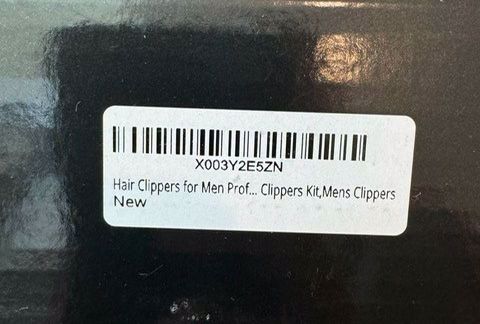 X003Y2E5ZN
Hair Clippers for Men Prof... Clippers Kit,Mens Clippers
New